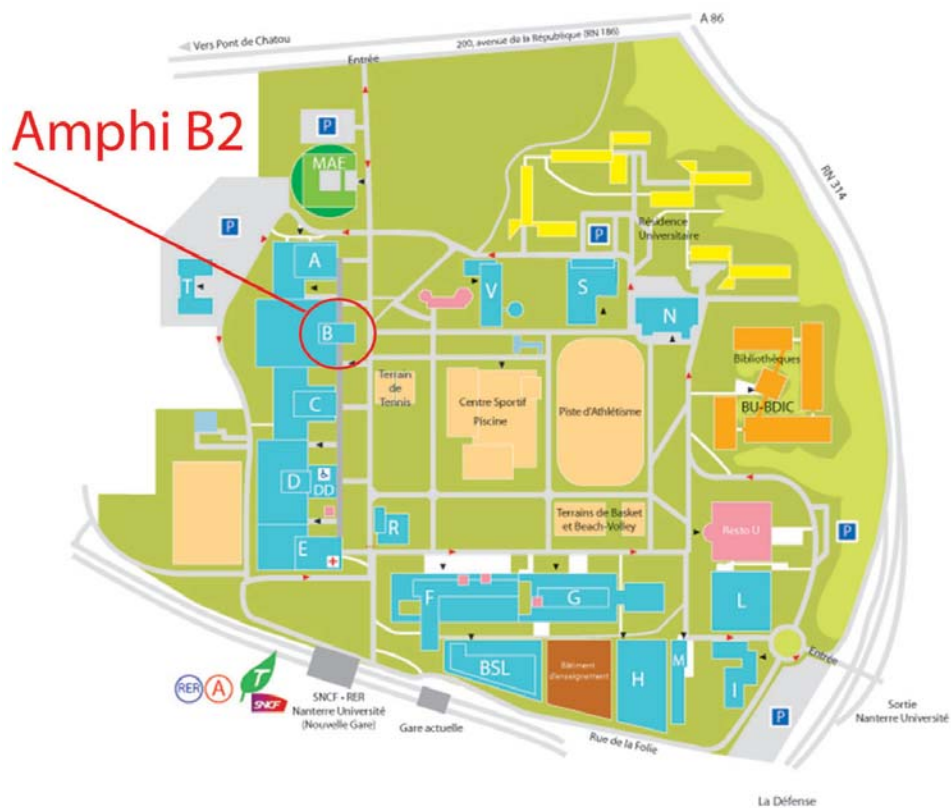 A 86
Vers Pont de Chatou
200, avenue de la République (RN 186)
Entrée
Amphi B2
P
MAE
RN 314
P
Résidence
Universitaire
P
A
T
V
S
N
B
Bibliothèques
Terrain
de
Tennis
Centre Sportif
Piscine
Piste d'Athlétisme
BU-BDIC
C
D
DD
R
Terrains de Basket
et Beach-Volley
Resto U
P
E
F
G
L
BSL
Bâtiment
d'enseignement
H
M
I
Entrée
RER
A
T
SNCF
SNCF • RER
Nanterre Université
(Nouvelle Gare)
Gare actuelle
Rue de la Folie
P
Sortie
Nanterre Université
La Défense